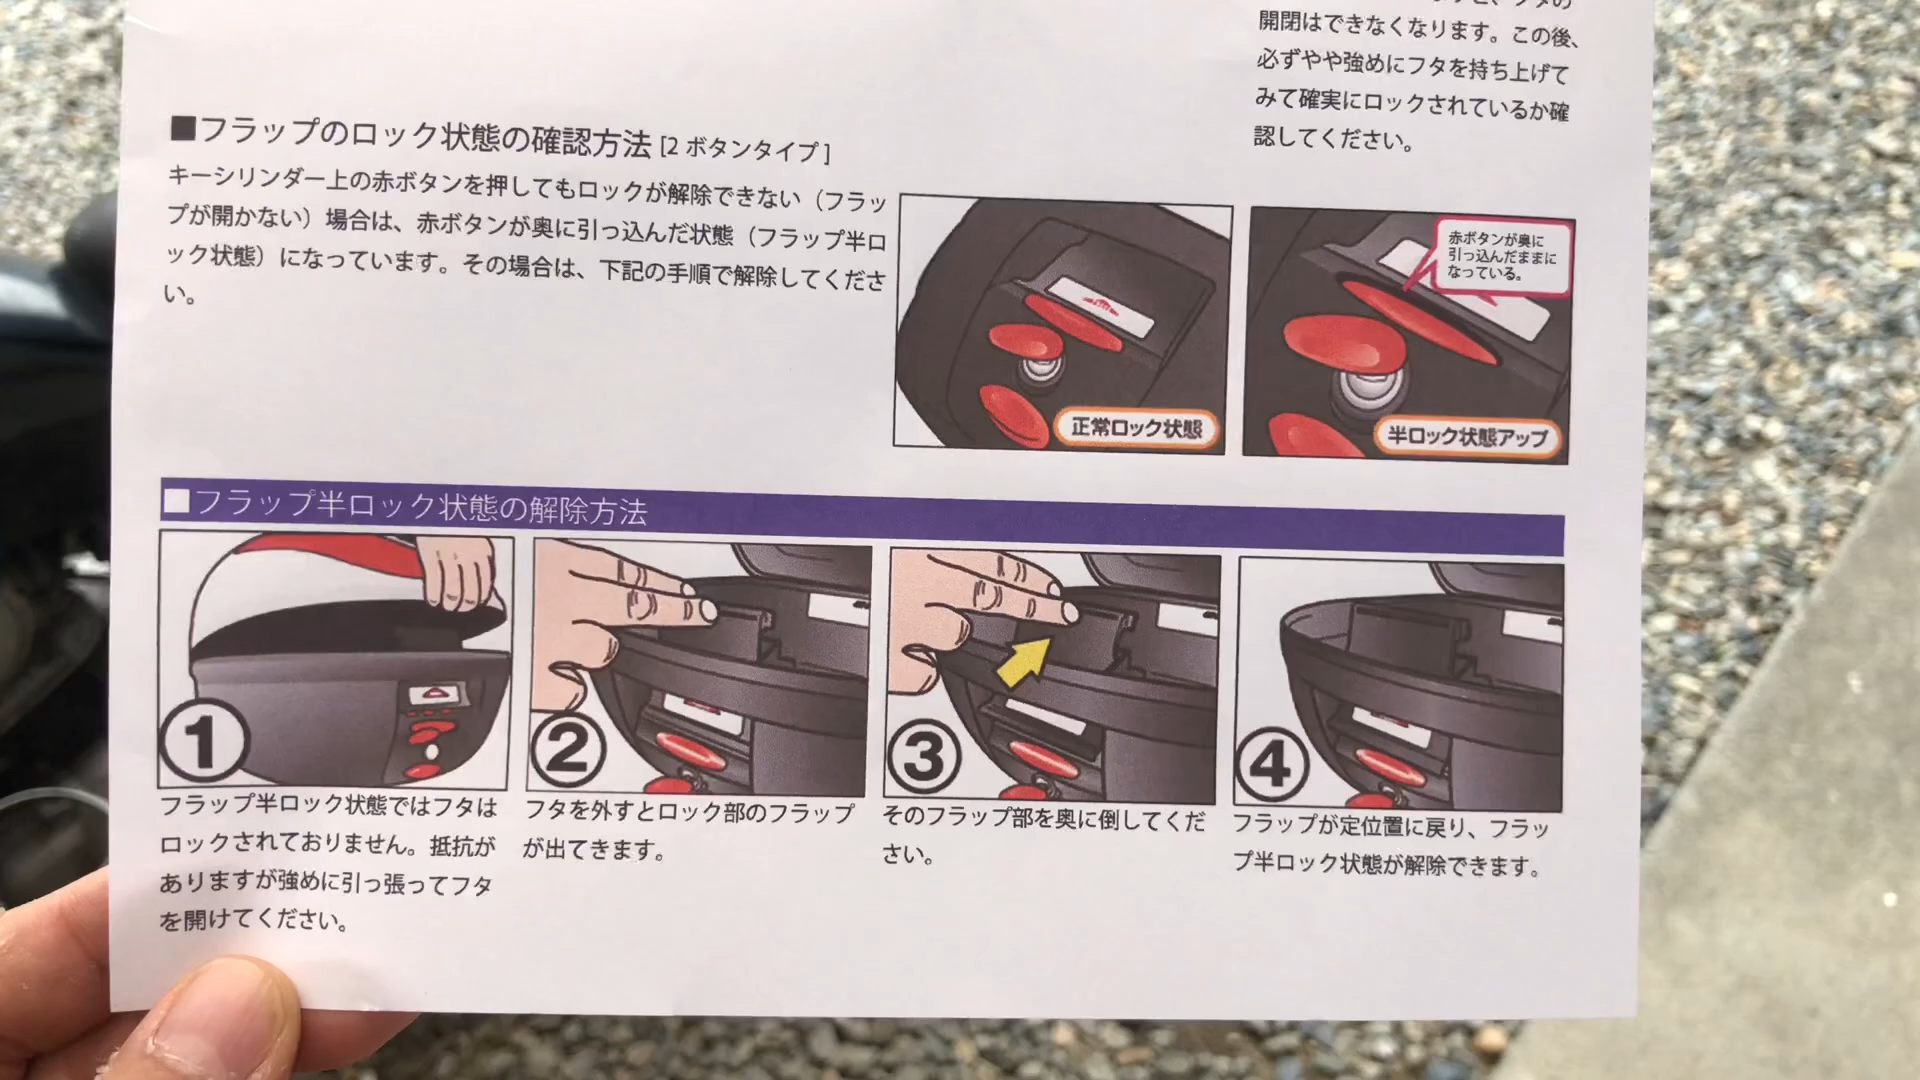 開閉はできなくなります。この後、
必ずやや強めにフタを持ち上げて
みて確実にロックされているか確
認してください。
■フラップのロック状態の確認方法 [2 ボタンタイプ]
キーシリンダー上の赤ボタンを押してもロックが解除できない（フラッ
プが開かない）場合は、赤ボタンが奥に引っ込んだ状態（フラップ半ロ
ック状態）になっています。その場合は、下記の手順で解除してくださ
い。
正常ロック状態
赤ボタンが奥に
引っ込んだままに
なっている。
半ロック状態アップ
□フラップ半ロック状態の解除方法
①
フラップ半ロック状態ではフタは
ロックされておりません。抵抗が
ありますが強めに引っ張ってフタ
を開けてください。
②
フタを外すとロック部のフラップ
が出てきます。
③
そのフラップ部を奥に倒してくだ
さい。
④
フラップが定位置に戻り、フラッ
プ半ロック状態が解除できます。